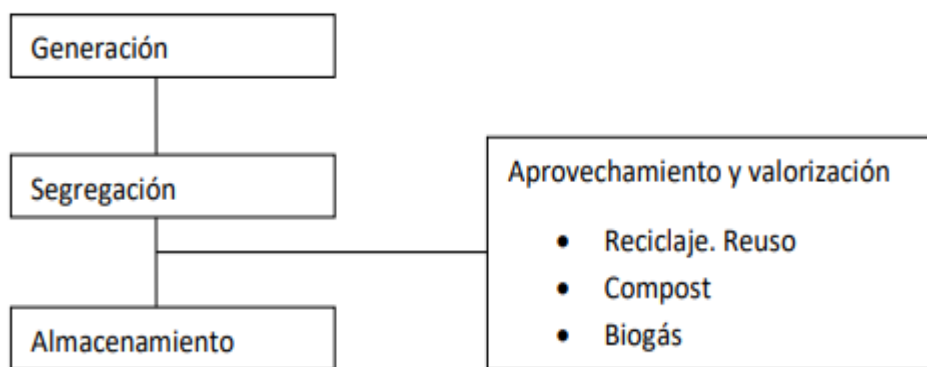 Generación
Segregación
Aprovechamiento y valorización
• Reciclaje. Reuso
• Compost
• Biogás
Almacenamiento